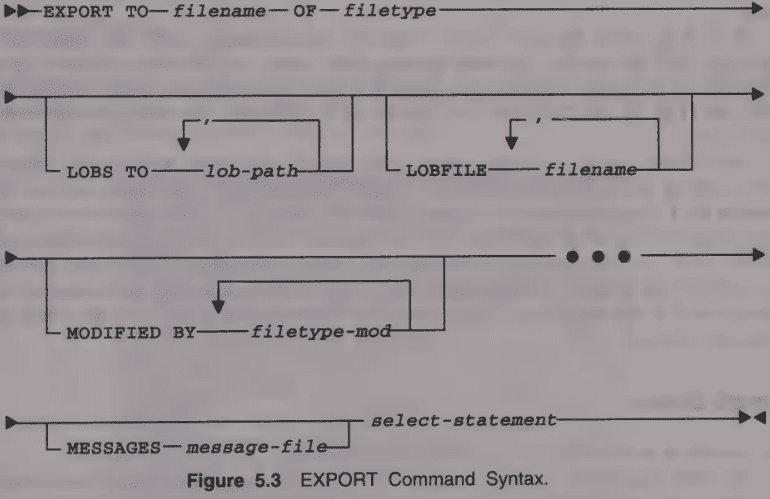 EXPORT TO filename OF filetype
, ,
LOBS TO lob-path LOBFILE filename
MODIFIED BY filetype-mod
select-statement
MESSAGES message-file
Figure 5.3 EXPORT Command Syntax.